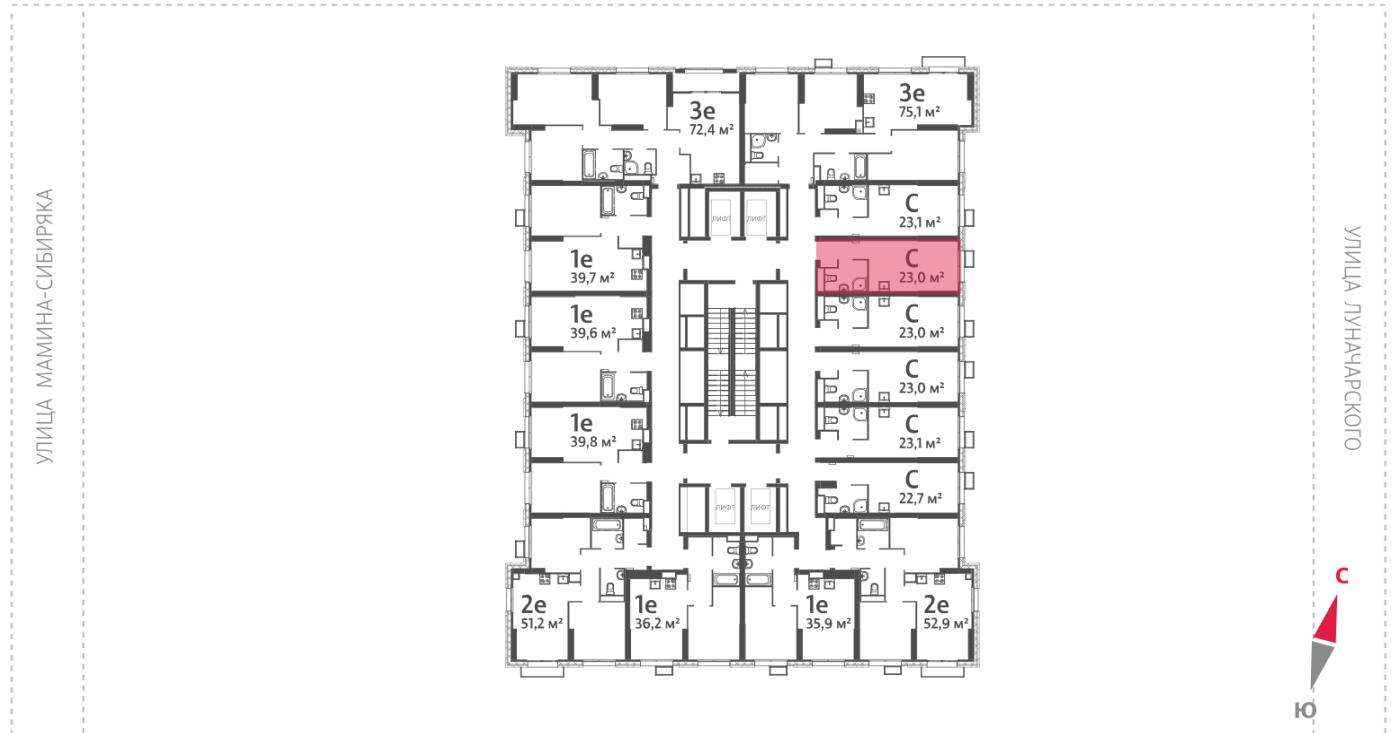 УЛИЦА МАМИНА-СИБИРЯКА
3е
72,4 м²
3е
75,1 м²
ЛИФТ
ЛИФТ
С
23,1 м²
1е
39,7 м²
С
23,0 м²
1е
39,6 м²
С
23,0 м²
С
23,0 м²
1е
39,8 м²
С
23,1 м²
С
22,7 м²
ЛИФТ
ЛИФТ
2е
51,2 м²
1е
36,2 м²
1е
35,9 м²
2е
52,9 м²
УЛИЦА ЛУНАЧАРСКОГО
С
Ю